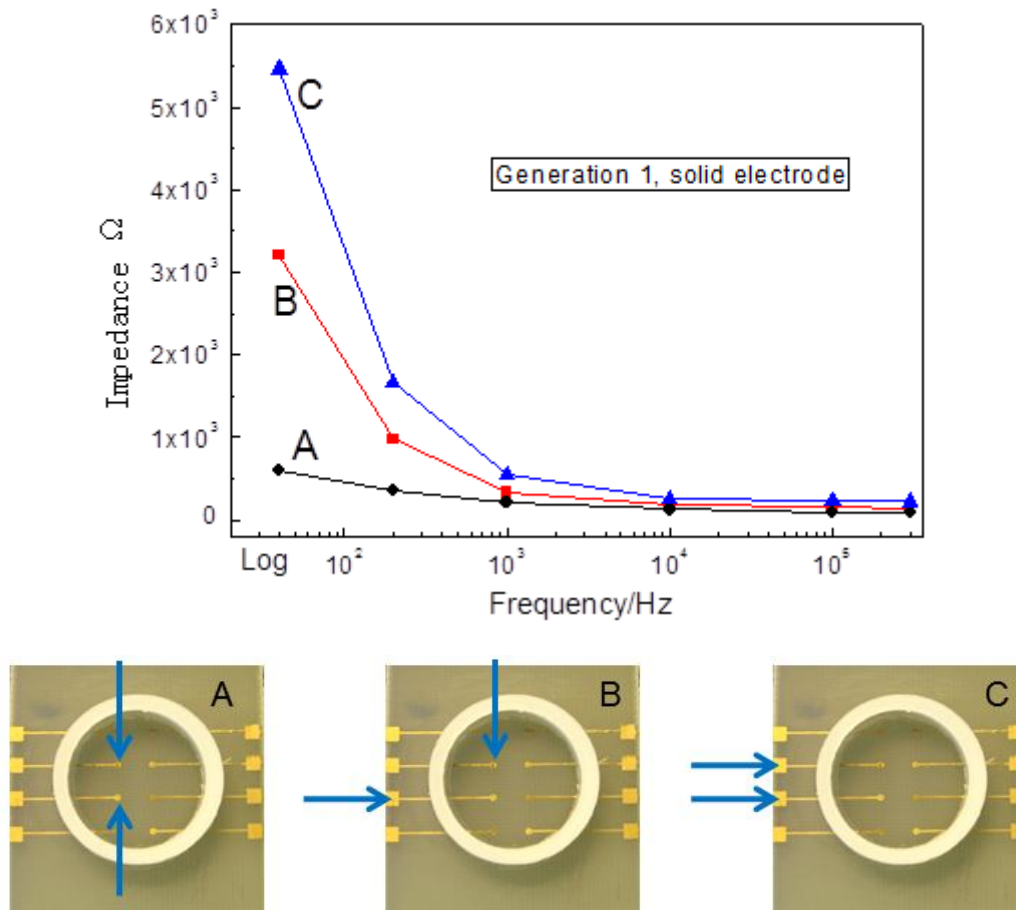 6x10³
5x10³
4x10³
3x10³
2x10³
1x10³
0
Impedance Ω
C
B
A
Generation 1, solid electrode
Log 10² 10³ 10⁴ 10⁵
Frequency/Hz
A B C